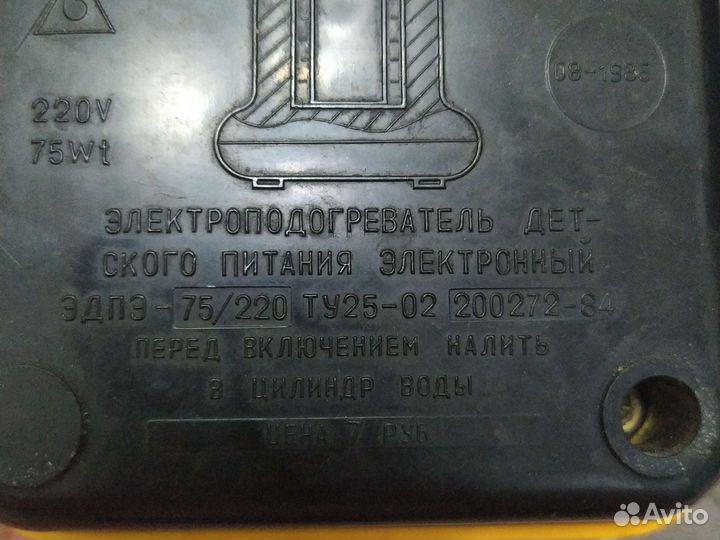 08-1985
220V
75Wt
ЭЛЕКТРОПОДОГРЕВАТЕЛЬ ДЕТ-
СКОГО ПИТАНИЯ ЭЛЕКТРОННЫЙ
ЭДПЭ-75/220 ТУ25-02 200272-84
ПЕРЕД ВКЛЮЧЕНИЕМ НАЛИТЬ
В ЦИЛИНДР ВОДЫ
ЦЕНА 7 РУБ
Avito